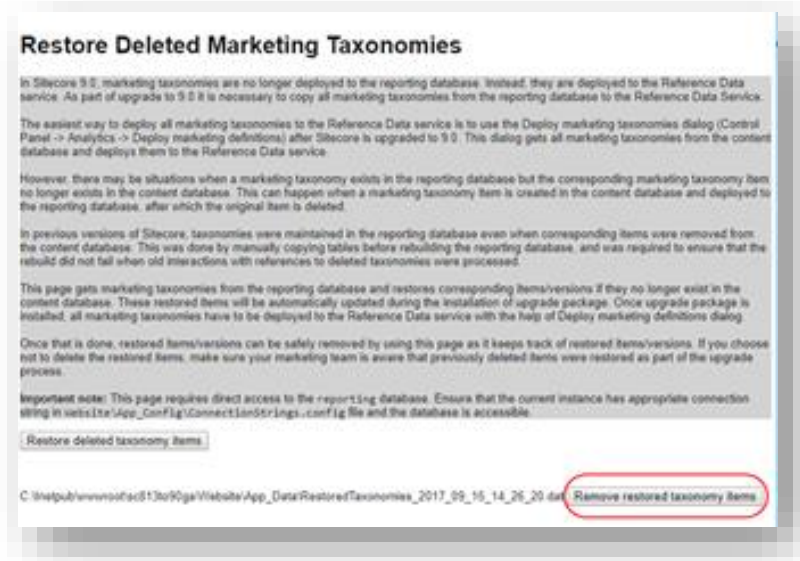 Restore Deleted Marketing Taxonomies
In Sitecore 9.0, marketing taxonomies are no longer deployed to the reporting database. Instead, they are deployed to the Reference Data
service. As part of upgrade to 9.0 it is necessary to copy all marketing taxonomies from the reporting database to the Reference Data Service.
The easiest way to deploy all marketing taxonomies to the Reference Data service is to use the Deploy marketing taxonomies dialog (Control
Panel -> Analytics -> Deploy marketing definitions) after Sitecore is upgraded to 9.0. This dialog gets all marketing taxonomies from the content
database and deploys them to the Reference Data service.
However, there may be situations when a marketing taxonomy exists in the reporting database but the corresponding marketing taxonomy item
no longer exists in the content database. This can happen when a marketing taxonomy item is created in the content database and deployed to
the reporting database, after which the original item is deleted.
In previous versions of Sitecore, taxonomies were maintained in the reporting database even when corresponding items were removed from
the content database. This was done by manually copying tables before rebuilding the reporting database, and was required to ensure that the
rebuild did not fail when old interactions with references to deleted taxonomies were processed.
This page gets marketing taxonomies from the reporting database and restores corresponding items/versions if they no longer exist in the
content database. These restored items will be automatically updated during the installation of upgrade package. Once upgrade package is
installed, all marketing taxonomies have to be deployed to the Reference Data service with the help of Deploy marketing definitions dialog.
Once that is done, restored items/versions can be safely removed by using this page as it keeps track of restored items/versions. If you choose
not to delete the restored items, make sure your marketing team is aware that previously deleted items were restored as part of the upgrade
process.
Important note: This page requires direct access to the reporting database. Ensure that the current instance has appropriate connection
string in website\App_Config\ConnectionStrings.config file and the database is accessible.
Restore deleted taxonomy items
C:\inetpub\wwwroot\sc813to90ga\Website\App_Data\RestoredTaxonomies_2017_09_15_14_26_20.dat Remove restored taxonomy items